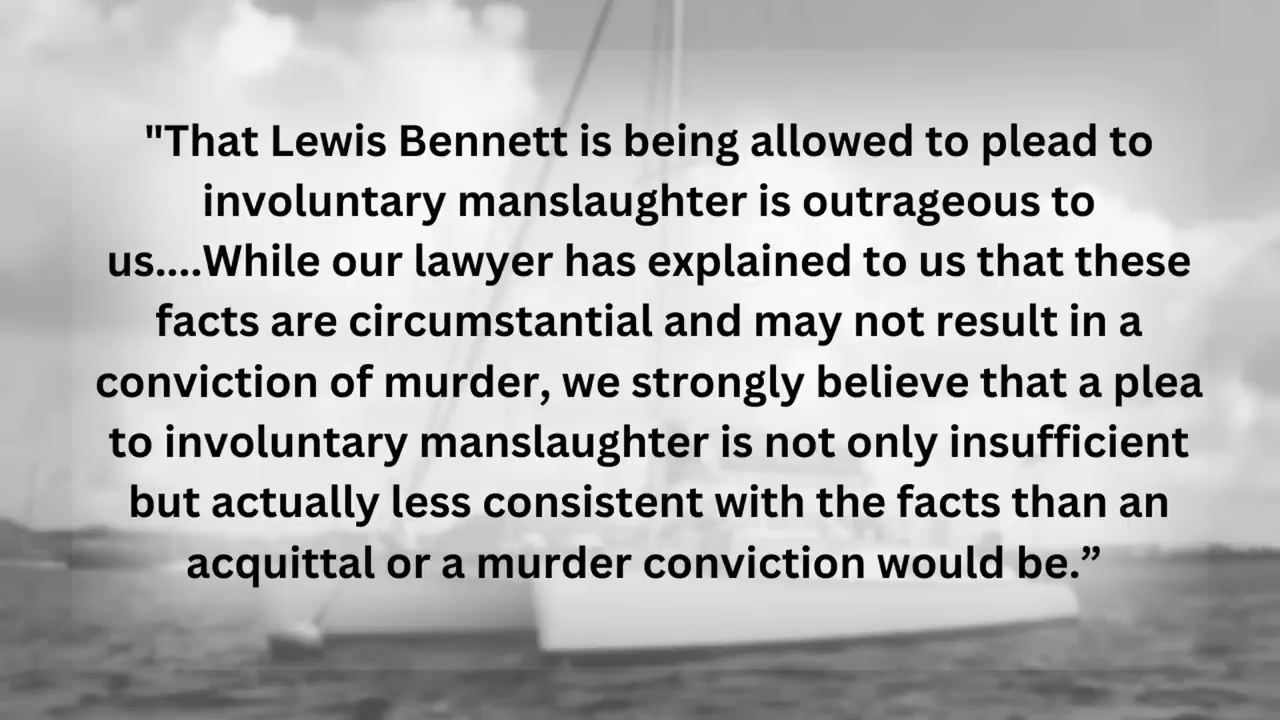 "That Lewis Bennett is being allowed to plead to
involuntary manslaughter is outrageous to
us....While our lawyer has explained to us that these
facts are circumstantial and may not result in a
conviction of murder, we strongly believe that a plea
to involuntary manslaughter is not only insufficient
but actually less consistent with the facts than an
acquittal or a murder conviction would be.”